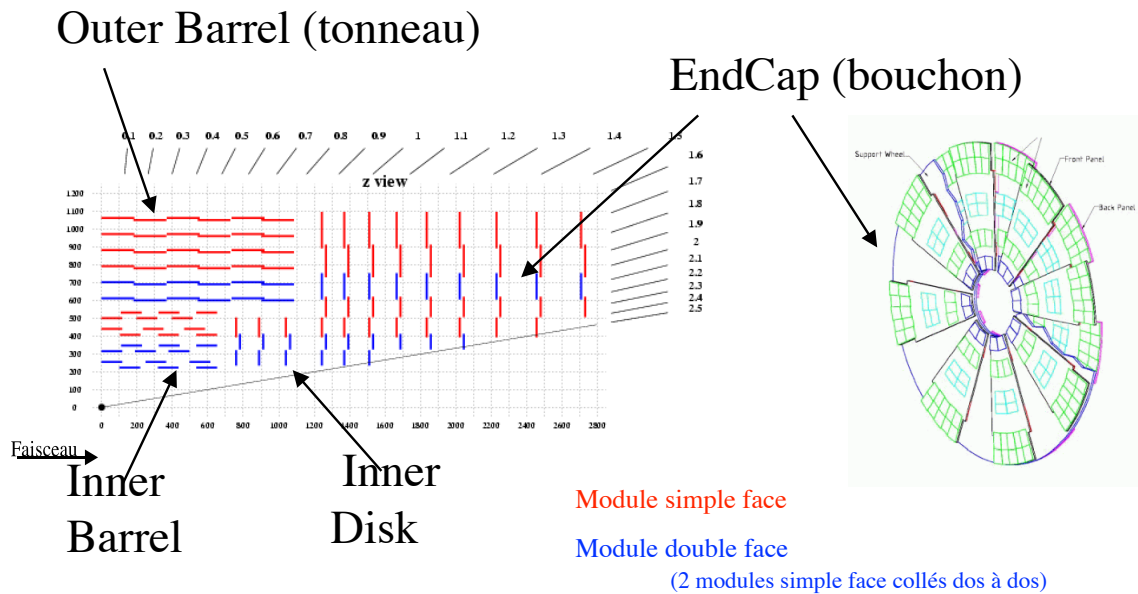 Outer Barrel (tonneau)
EndCap (bouchon)
0.1 0.2 0.3 0.4 0.5 0.6 0.7 0.8 0.9 1 1.1 1.2 1.3 1.4 1.5
1.6
1.7
1.8
1.9
2
2.1
2.2
2.3
2.4
2.5
z view
1200
1100
1000
900
800
700
600
500
400
300
200
100
0
0 200 400 600 800 1000 1200 1400 1600 1800 2000 2200 2400 2600 2800
Support Wheel
Front Panel
Back Panel
Faisceau
Inner
Barrel
Inner
Disk
Module simple face
Module double face
(2 modules simple face collés dos à dos)